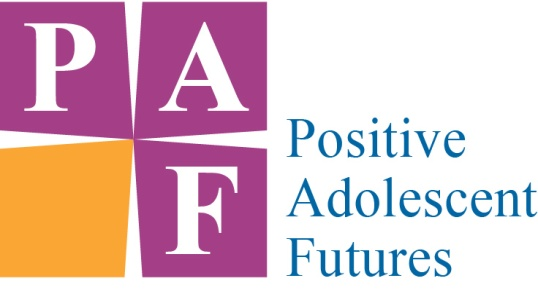 P A
F
Positive
Adolescent
Futures